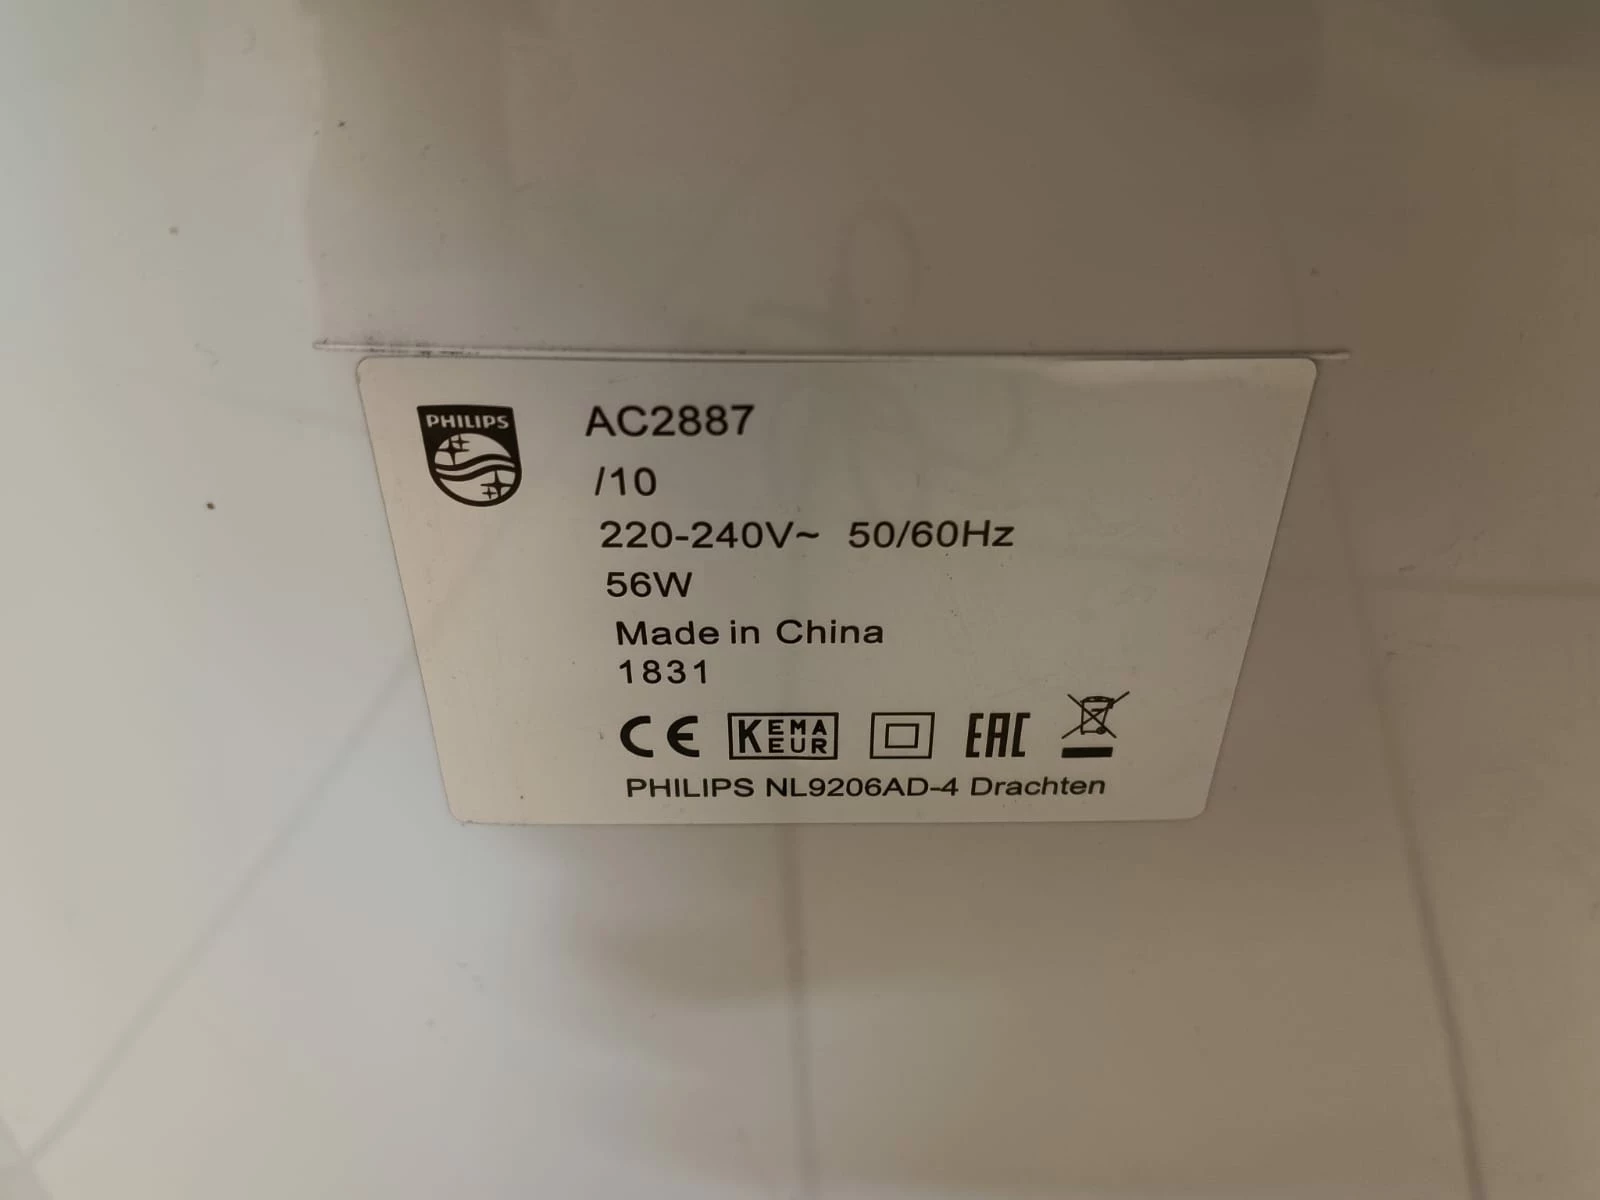 PHILIPS
AC2887
/10
220-240V~ 50/60Hz
56W
Made in China
1831
CE KEMA EUR EAC
PHILIPS NL9206AD-4 Drachten